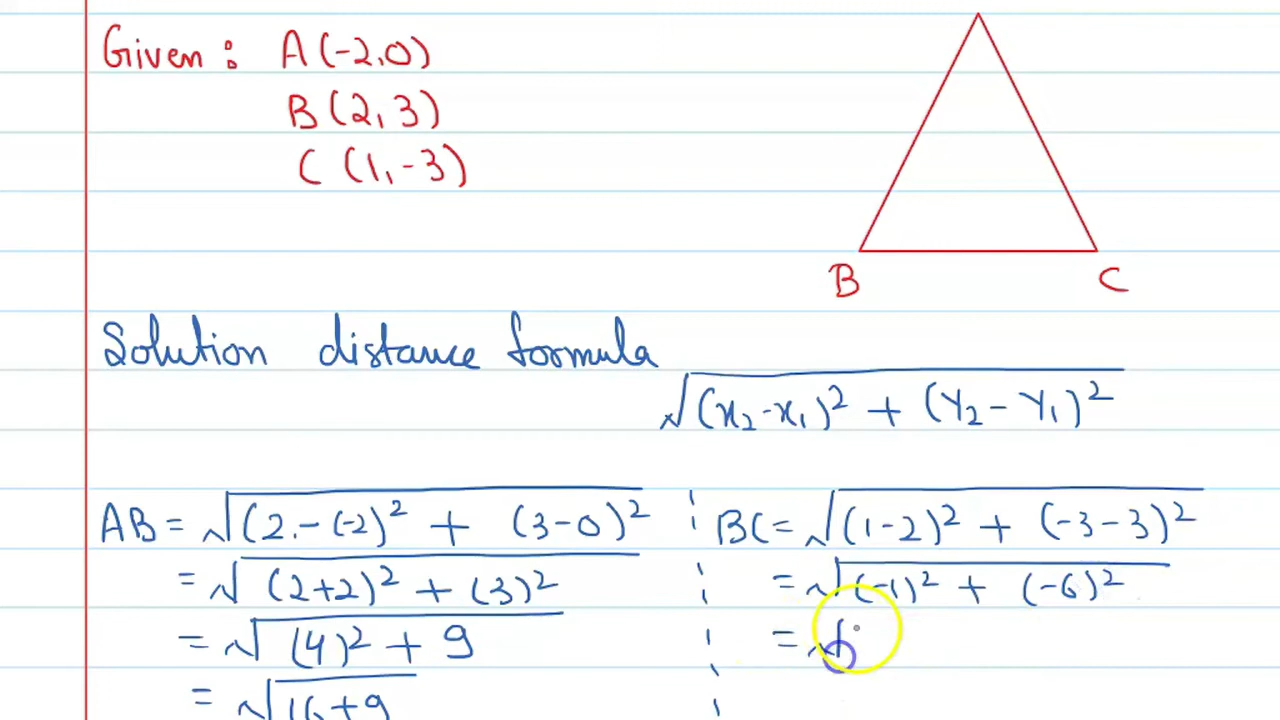 Given : A (-2,0)
B (2, 3)
C (1, -3)
B
C
Solution distance formula
√(x₂-x₁)² + (Y₂-Y₁)²
AB = √(2.-(-2)² + (3-0)²
= √(2+2)² + (3)²
= √(4)² + 9
= √16+9
BC = √(1-2)² + (-3-3)²
= √(-1)² + (-6)²
= √